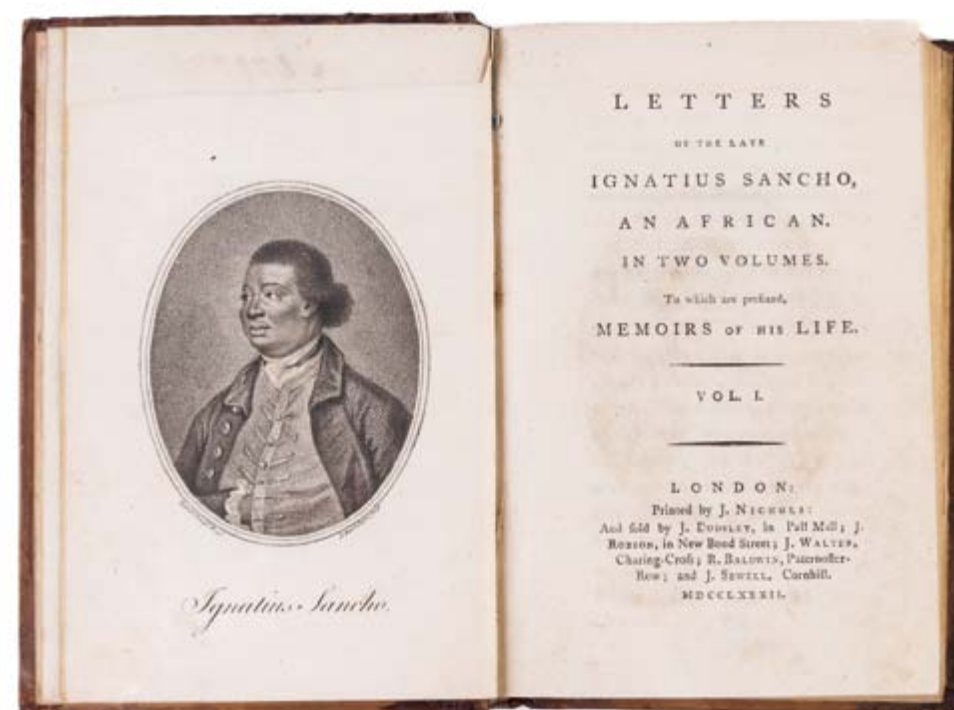 Ignatius Sancho.
LETTERS
OF THE LATE
IGNATIUS SANCHO,
AN AFRICAN.
IN TWO VOLUMES.
To which are prefixed,
MEMOIRS OF HIS LIFE.
VOL. I.
LONDON:
Printed by J. NICHOLS:
And ſold by J. DODSLEY, in Pall Mall; J.
ROBSON, in New Bond Street; J. WALTER,
Charing-Croſs; R. BALDWIN, Paternoſter-
Row; and J. SEWELL, Cornhill.
MDCCLXXXII.